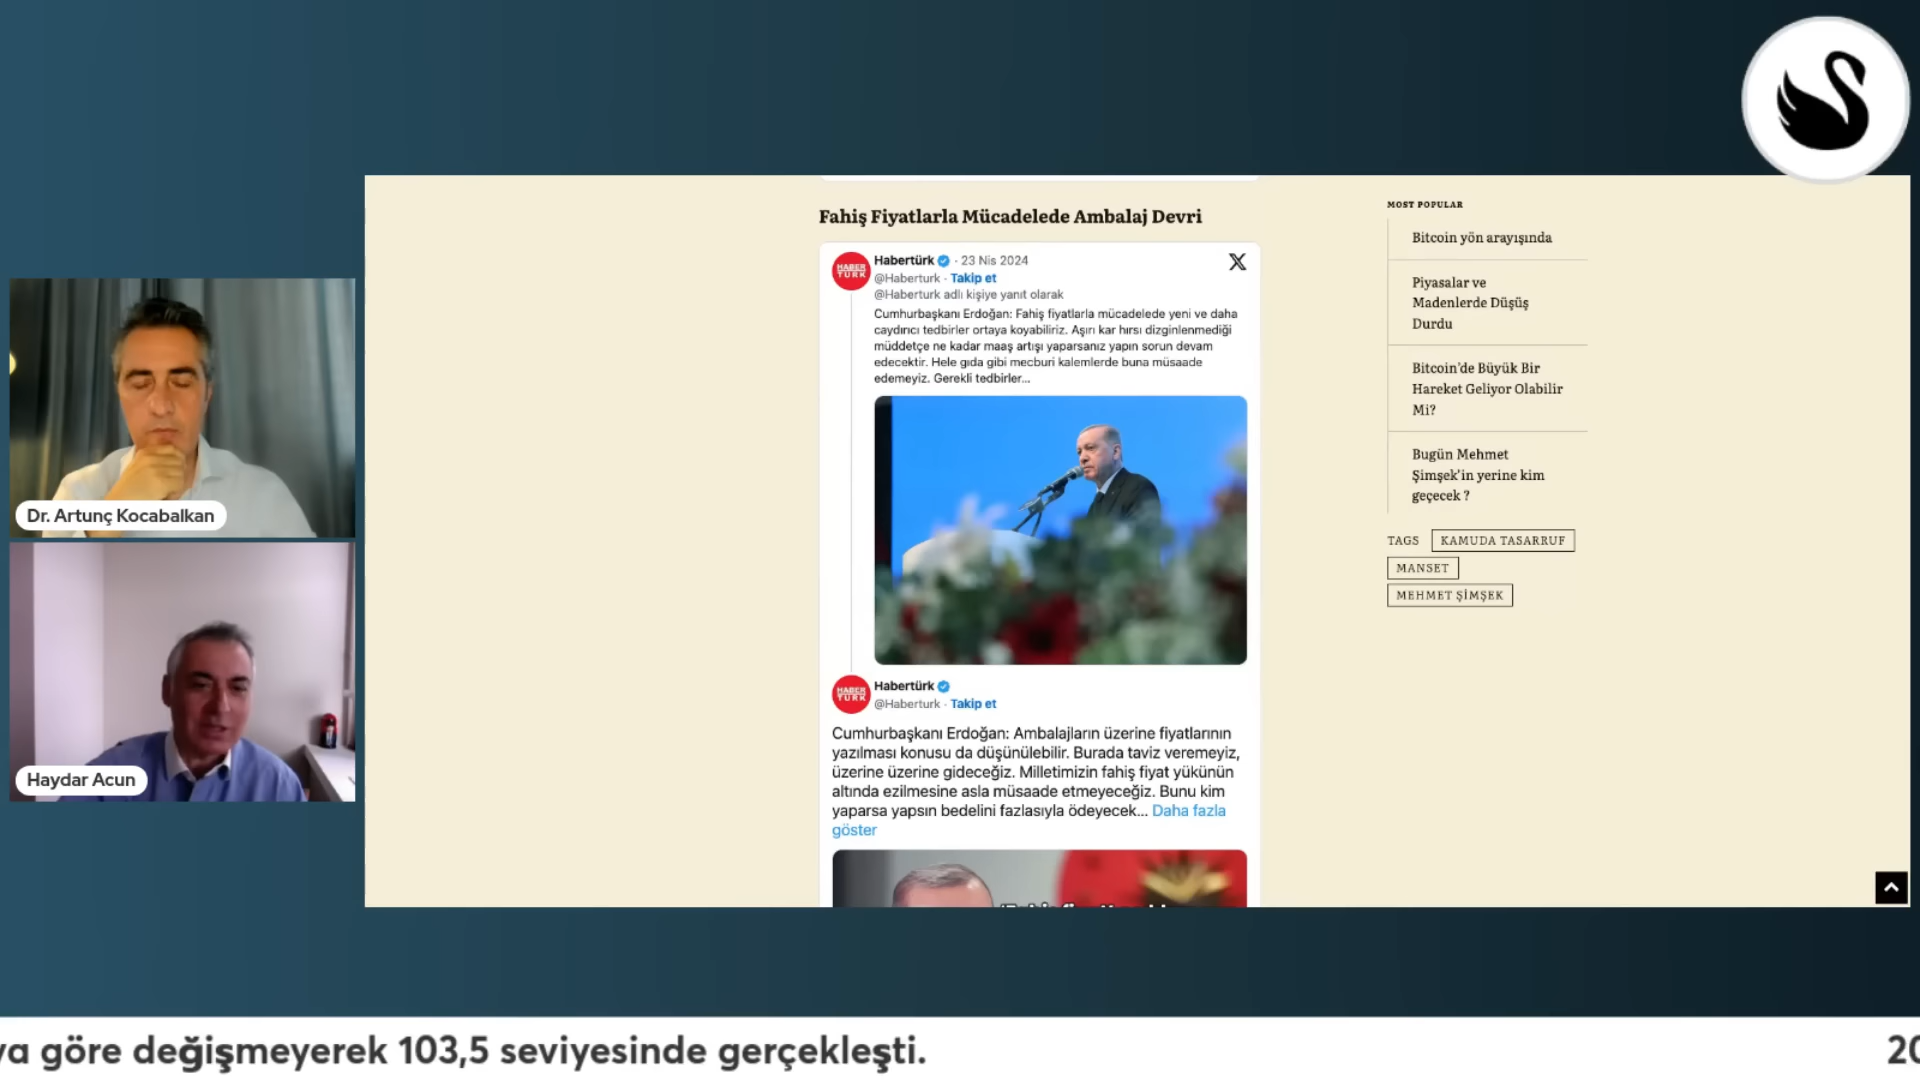 Fahiş Fiyatlarla Mücadelede Ambalaj Devri
HABER
TÜRK
Habertürk · 23 Nis 2024
@Haberturk · Takip et
@Haberturk adlı kişiye yanıt olarak
Cumhurbaşkanı Erdoğan: Fahiş fiyatlarla mücadelede yeni ve daha
caydırıcı tedbirler ortaya koyabiliriz. Aşırı kar hırsı dizginlenmediği
müddetçe ne kadar maaş artışı yaparsanız yapın sorun devam
edecektir. Hele gıda gibi mecburi kalemlerde buna müsaade
edemeyiz. Gerekli tedbirler...
HABER
TÜRK
Habertürk
@Haberturk · Takip et
Cumhurbaşkanı Erdoğan: Ambalajların üzerine fiyatlarının
yazılması konusu da düşünülebilir. Burada taviz veremeyiz,
üzerine üzerine gideceğiz. Milletimizin fahiş fiyat yükünün
altında ezilmesine asla müsaade etmeyeceğiz. Bunu kim
yaparsa yapsın bedelini fazlasıyla ödeyecek... Daha fazla
göster
MOST POPULAR
Bitcoin yön arayışında
Piyasalar ve
Madenlerde Düşüş
Durdu
Bitcoin'de Büyük Bir
Hareket Geliyor Olabilir
Mi?
Bugün Mehmet
Şimşek'in yerine kim
geçecek ?
TAGS KAMUDA TASARRUF
MANSET
MEHMET ŞİMŞEK
Dr. Artunç Kocabalkan
Haydar Acun
göre değişmeyerek 103,5 seviyesinde gerçekleşti.